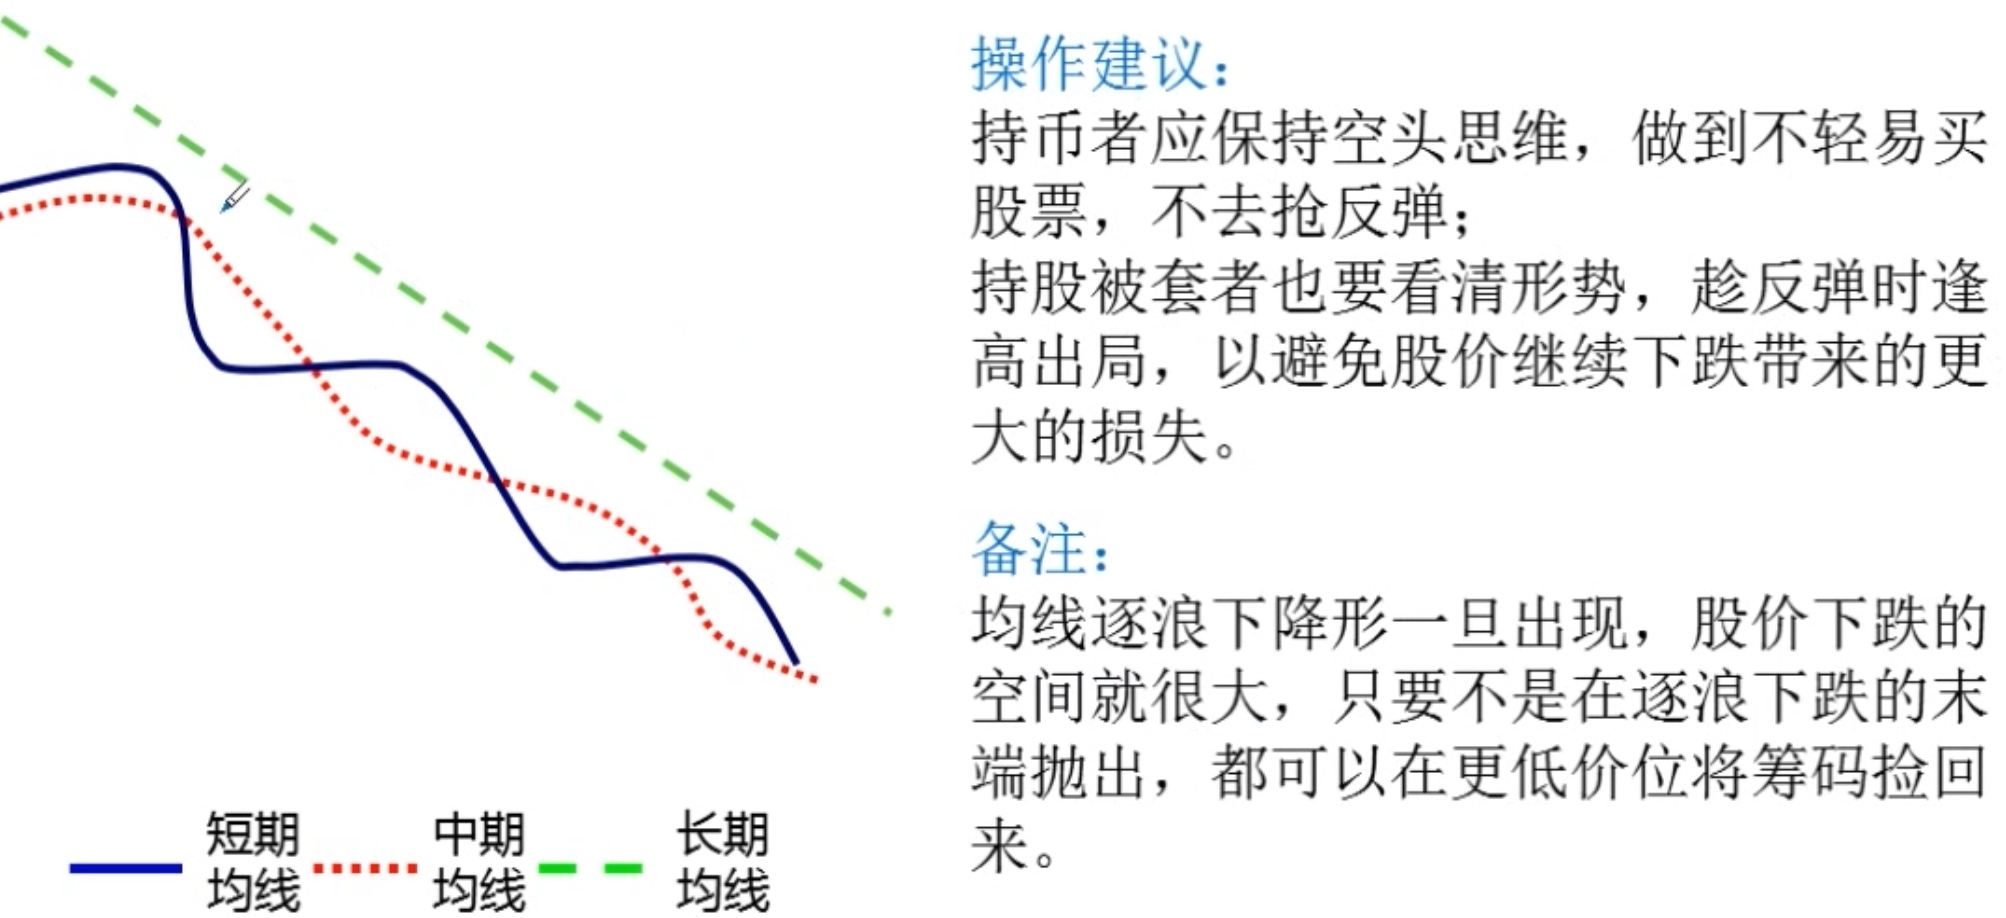 操作建议：
持币者应保持空头思维，做到不轻易买
股票，不去抢反弹；
持股被套者也要看清形势，趁反弹时逢
高出局，以避免股价继续下跌带来的更
大的损失。
备注：
均线逐浪下降形一旦出现，股价下跌的
空间就很大，只要不是在逐浪下跌的末
端抛出，都可以在更低价位将筹码捡回
来。
短期
均线
中期
均线
长期
均线